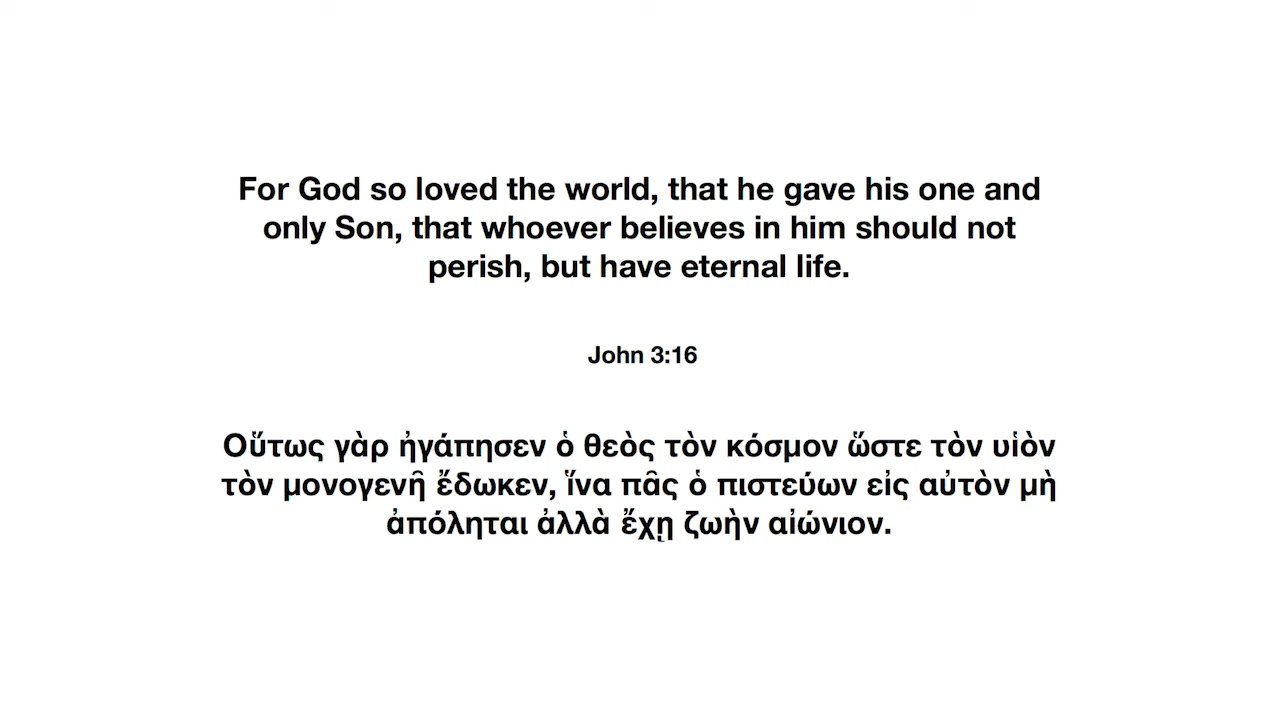 For God so loved the world, that he gave his one and
only Son, that whoever believes in him should not
perish, but have eternal life.
John 3:16
Οὕτως γὰρ ἠγάπησεν ὁ θεὸς τὸν κόσμον ὥστε τὸν υἱὸν
τὸν μονογενῆ ἔδωκεν, ἵνα πᾶς ὁ πιστεύων εἰς αὐτὸν μὴ
ἀπόληται ἀλλὰ ἔχῃ ζωὴν αἰώνιον.